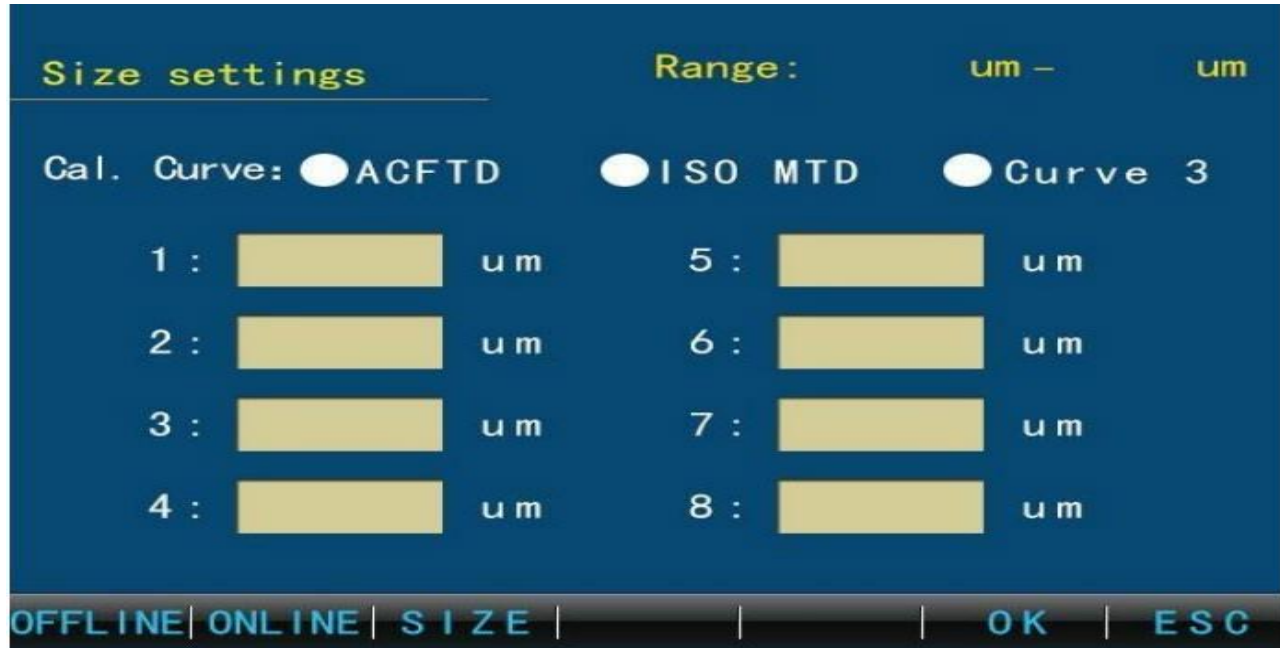 Size settings Range: um – um
Cal. Curve: ACFTD ISO MTD Curve 3
1: um 5: um
2: um 6: um
3: um 7: um
4: um 8: um
OFFLINE ONLINE SIZE OK ESC